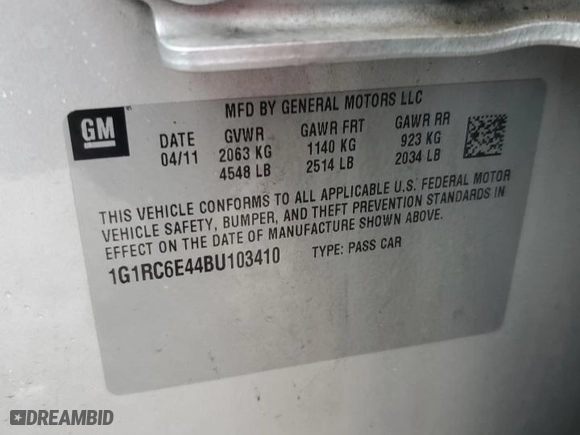 GM
MFD BY GENERAL MOTORS LLC
DATE GVWR GAWR FRT GAWR RR
04/11 2063 KG 1140 KG 923 KG
4548 LB 2514 LB 2034 LB
THIS VEHICLE CONFORMS TO ALL APPLICABLE U.S. FEDERAL MOTOR
VEHICLE SAFETY, BUMPER, AND THEFT PREVENTION STANDARDS IN
EFFECT ON THE DATE OF MANUFACTURE SHOWN ABOVE.
1G1RC6E44BU103410 TYPE: PASS CAR
DREAMBID